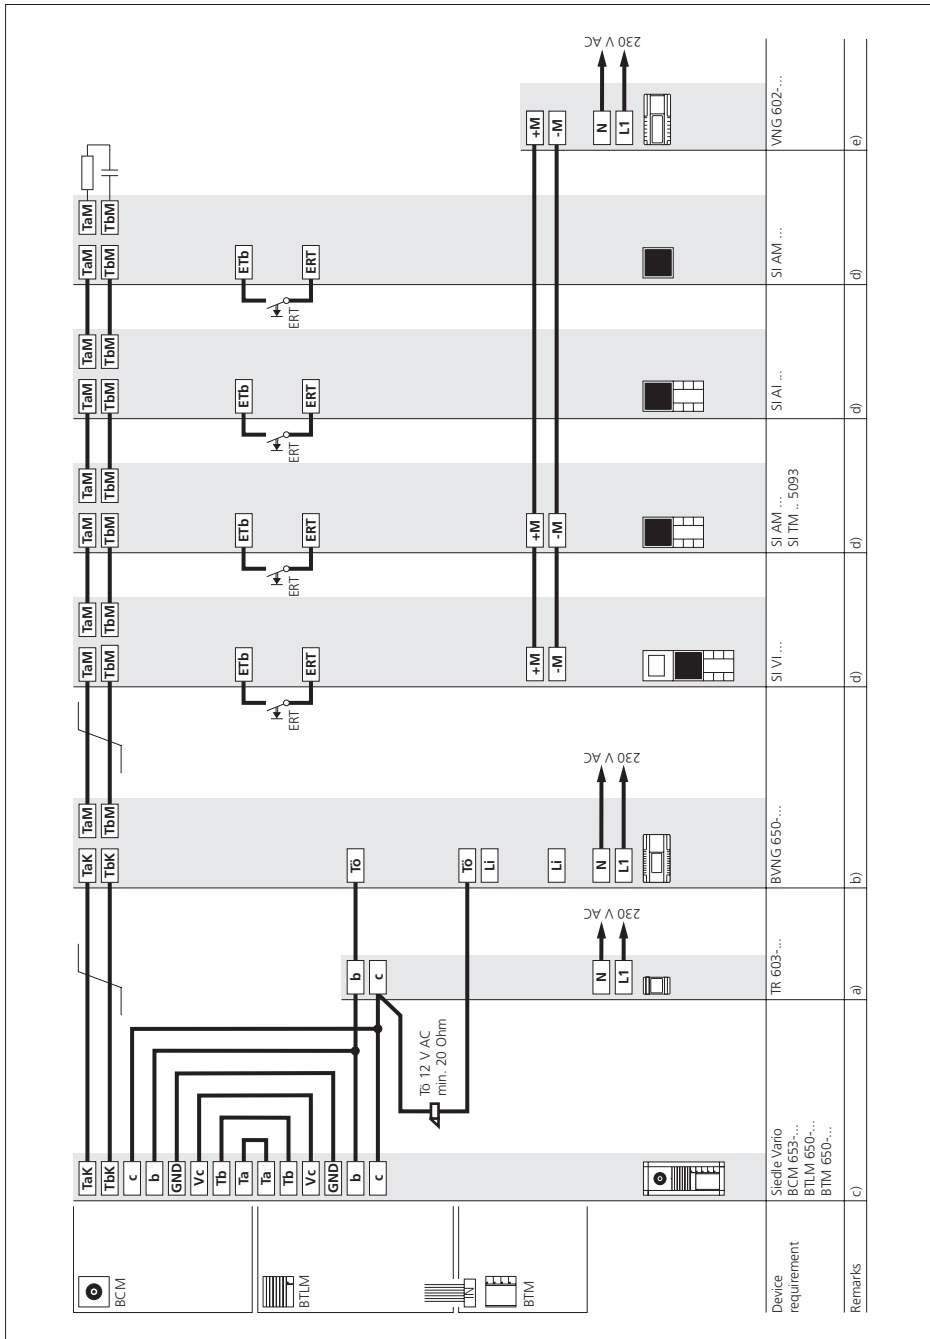 TaK TaK TaM TaM TaM TaM TaM TaM TaM TaM TaM
TbK TbK TbM TbM TbM TbM TbM TbM TbM TbM TbM
BCM
c
b
GND
Vc
Tb
Ta ETb ETb ETb ETb
Ta
Tb
ERT ERT ERT ERT
BTLM
Vc ERT ERT ERT ERT
GND
b b Tö
c c
Tö 12 V AC
min. 20 Ohm
IN Tö
Li
BTM
+M +M +M
Li -M -M -M
N N N
L1 L1 L1
230 V AC 230 V AC 230 V AC
Device
requirement
Siedle Vario
BCM 653-...
BTLM 650-...
BTM 650-...
TR 603-...
BVNG 650-...
SI VI ...
SI AM ...
SI TM .. 5093
SI AI ...
SI AM ...
VNG 602-...
Remarks c) a) b) d) d) d) d) e)